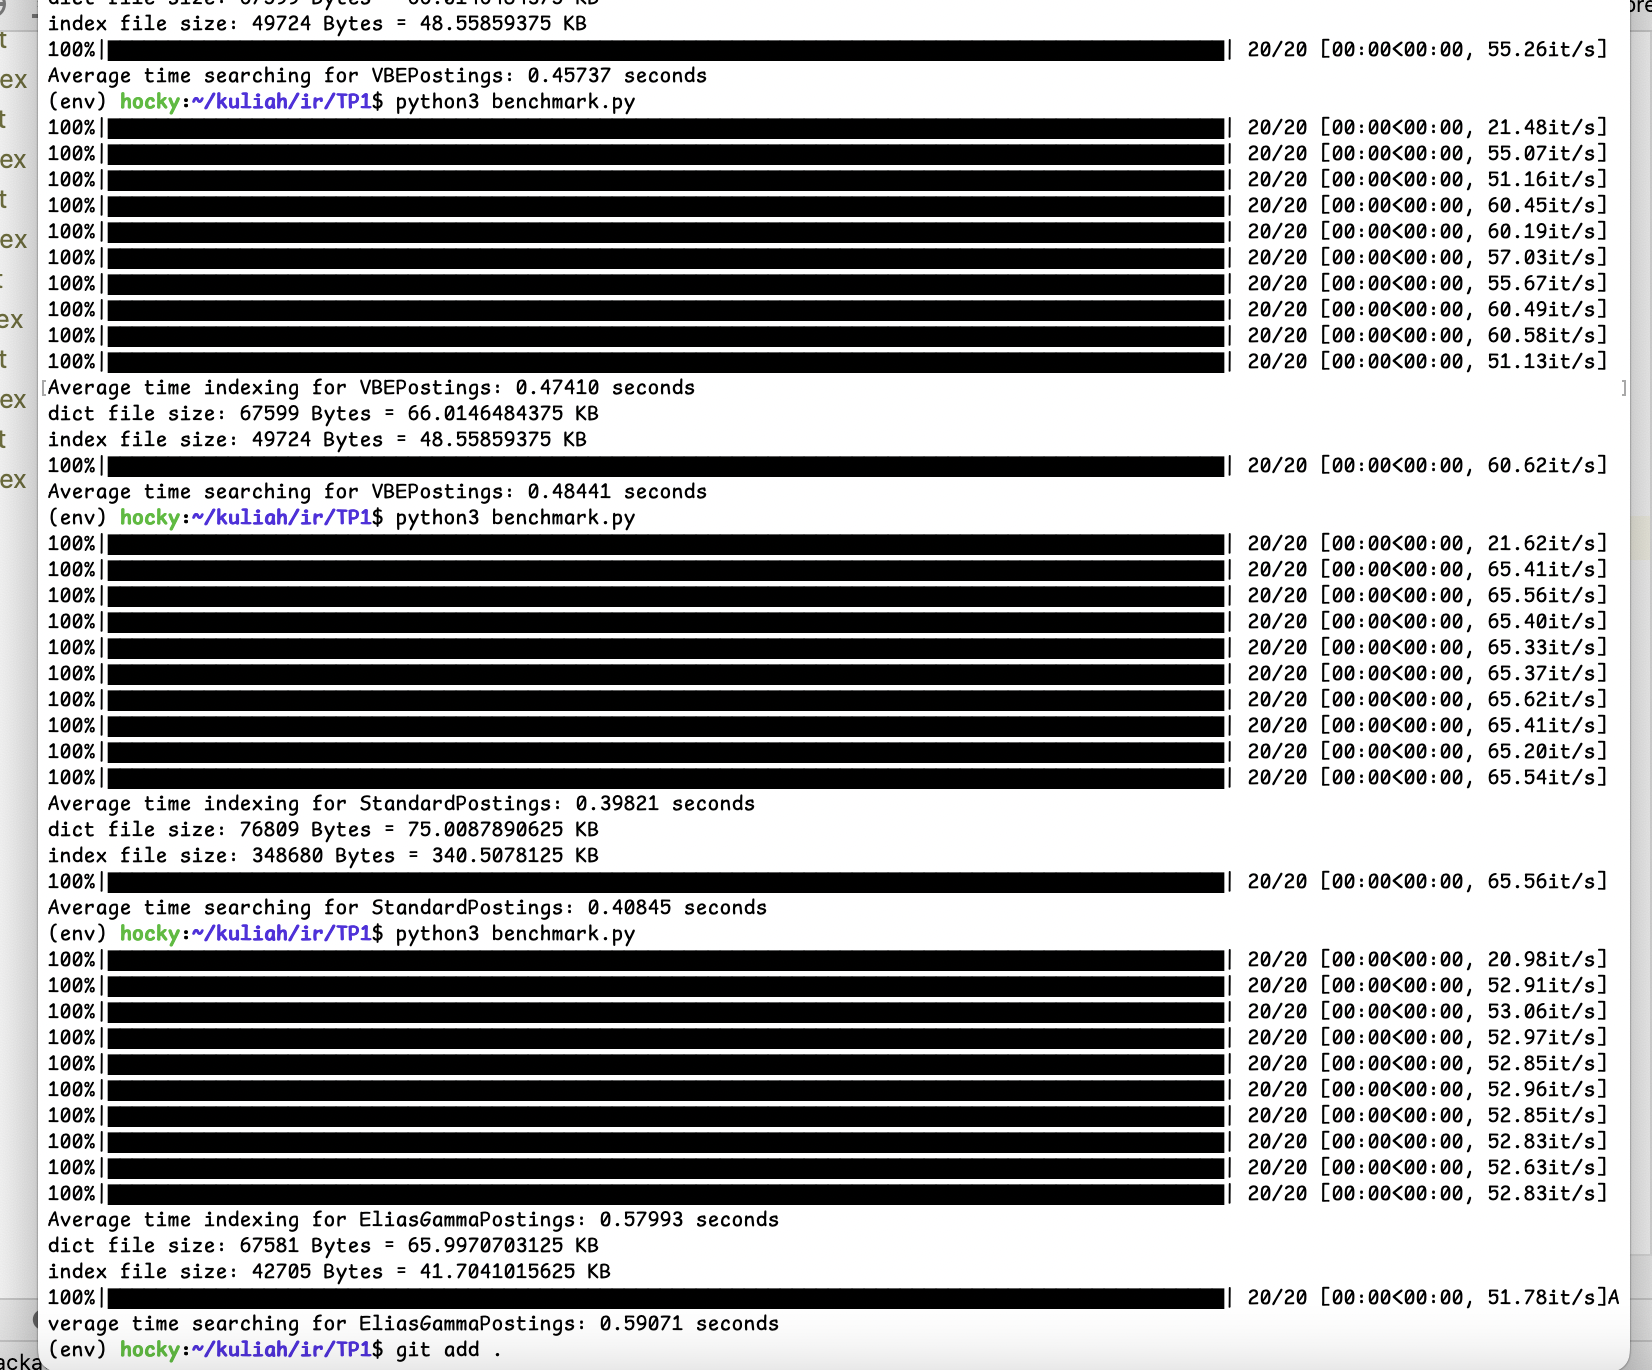 dict file size: 67599 Bytes = 66.0146484375 KB
index file size: 49724 Bytes = 48.55859375 KB
100%| | 20/20 [00:00<00:00, 55.26it/s]
Average time searching for VBEPostings: 0.45737 seconds
(env) hocky:~/kuliah/ir/TP1$ python3 benchmark.py
100%| | 20/20 [00:00<00:00, 21.48it/s]
100%| | 20/20 [00:00<00:00, 55.07it/s]
100%| | 20/20 [00:00<00:00, 51.16it/s]
100%| | 20/20 [00:00<00:00, 60.45it/s]
100%| | 20/20 [00:00<00:00, 60.19it/s]
100%| | 20/20 [00:00<00:00, 57.03it/s]
100%| | 20/20 [00:00<00:00, 55.67it/s]
100%| | 20/20 [00:00<00:00, 60.49it/s]
100%| | 20/20 [00:00<00:00, 60.58it/s]
100%| | 20/20 [00:00<00:00, 51.13it/s]
[Average time indexing for VBEPostings: 0.47410 seconds ]
dict file size: 67599 Bytes = 66.0146484375 KB
index file size: 49724 Bytes = 48.55859375 KB
100%| | 20/20 [00:00<00:00, 60.62it/s]
Average time searching for VBEPostings: 0.48441 seconds
(env) hocky:~/kuliah/ir/TP1$ python3 benchmark.py
100%| | 20/20 [00:00<00:00, 21.62it/s]
100%| | 20/20 [00:00<00:00, 65.41it/s]
100%| | 20/20 [00:00<00:00, 65.56it/s]
100%| | 20/20 [00:00<00:00, 65.40it/s]
100%| | 20/20 [00:00<00:00, 65.33it/s]
100%| | 20/20 [00:00<00:00, 65.37it/s]
100%| | 20/20 [00:00<00:00, 65.62it/s]
100%| | 20/20 [00:00<00:00, 65.41it/s]
100%| | 20/20 [00:00<00:00, 65.20it/s]
100%| | 20/20 [00:00<00:00, 65.54it/s]
Average time indexing for StandardPostings: 0.39821 seconds
dict file size: 76809 Bytes = 75.0087890625 KB
index file size: 348680 Bytes = 340.5078125 KB
100%| | 20/20 [00:00<00:00, 65.56it/s]
Average time searching for StandardPostings: 0.40845 seconds
(env) hocky:~/kuliah/ir/TP1$ python3 benchmark.py
100%| | 20/20 [00:00<00:00, 20.98it/s]
100%| | 20/20 [00:00<00:00, 52.91it/s]
100%| | 20/20 [00:00<00:00, 53.06it/s]
100%| | 20/20 [00:00<00:00, 52.97it/s]
100%| | 20/20 [00:00<00:00, 52.85it/s]
100%| | 20/20 [00:00<00:00, 52.96it/s]
100%| | 20/20 [00:00<00:00, 52.85it/s]
100%| | 20/20 [00:00<00:00, 52.83it/s]
100%| | 20/20 [00:00<00:00, 52.63it/s]
100%| | 20/20 [00:00<00:00, 52.83it/s]
Average time indexing for EliasGammaPostings: 0.57993 seconds
dict file size: 67581 Bytes = 65.9970703125 KB
index file size: 42705 Bytes = 41.7041015625 KB
100%| | 20/20 [00:00<00:00, 51.78it/s]A
verage time searching for EliasGammaPostings: 0.59071 seconds
(env) hocky:~/kuliah/ir/TP1$ git add .